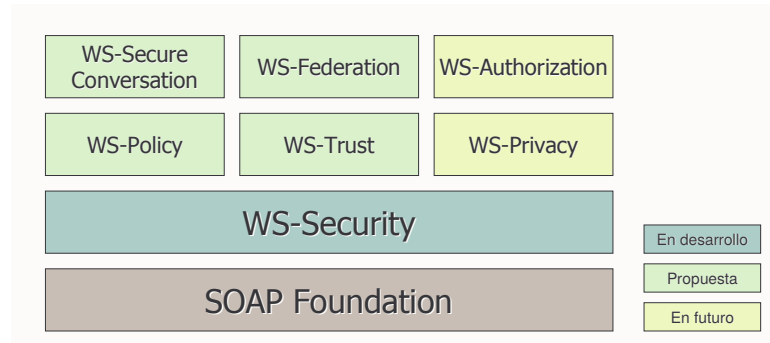 WS-Secure
Conversation
WS-Federation
WS-Authorization
WS-Policy
WS-Trust
WS-Privacy
WS-Security
SOAP Foundation
En desarrollo
Propuesta
En futuro